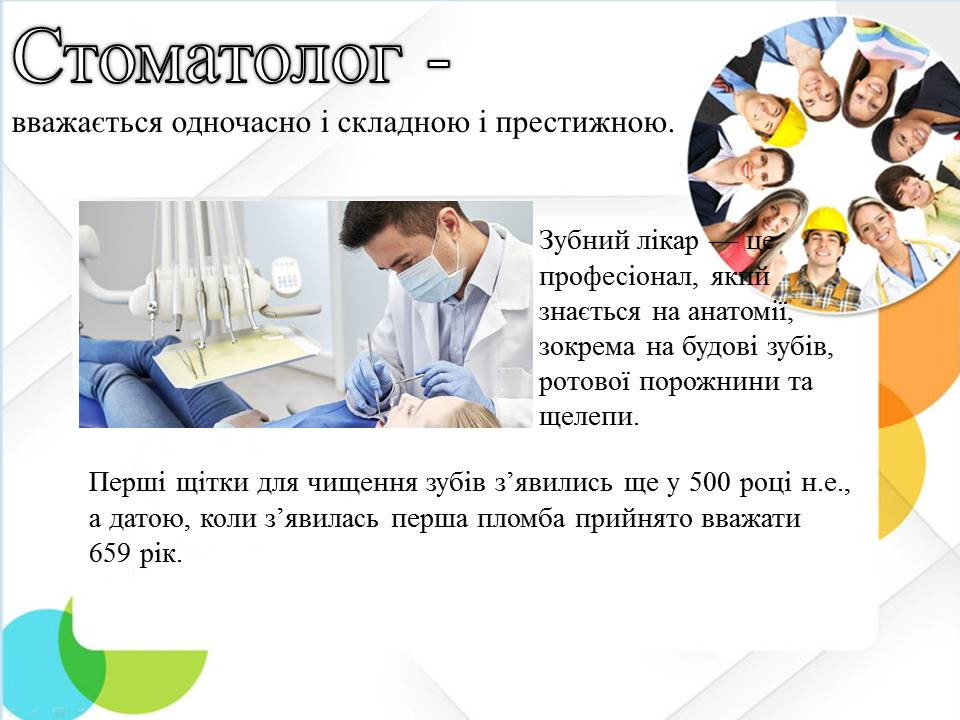 Стоматолог -
вважається одночасно і складною і престижною.
Зубний лікар — це
професіонал, який
знається на анатомії,
зокрема на будові зубів,
ротової порожнини та
щелепи.
Перші щітки для чищення зубів з’явились ще у 500 році н.е.,
а датою, коли з’явилась перша пломба прийнято вважати
659 рік.